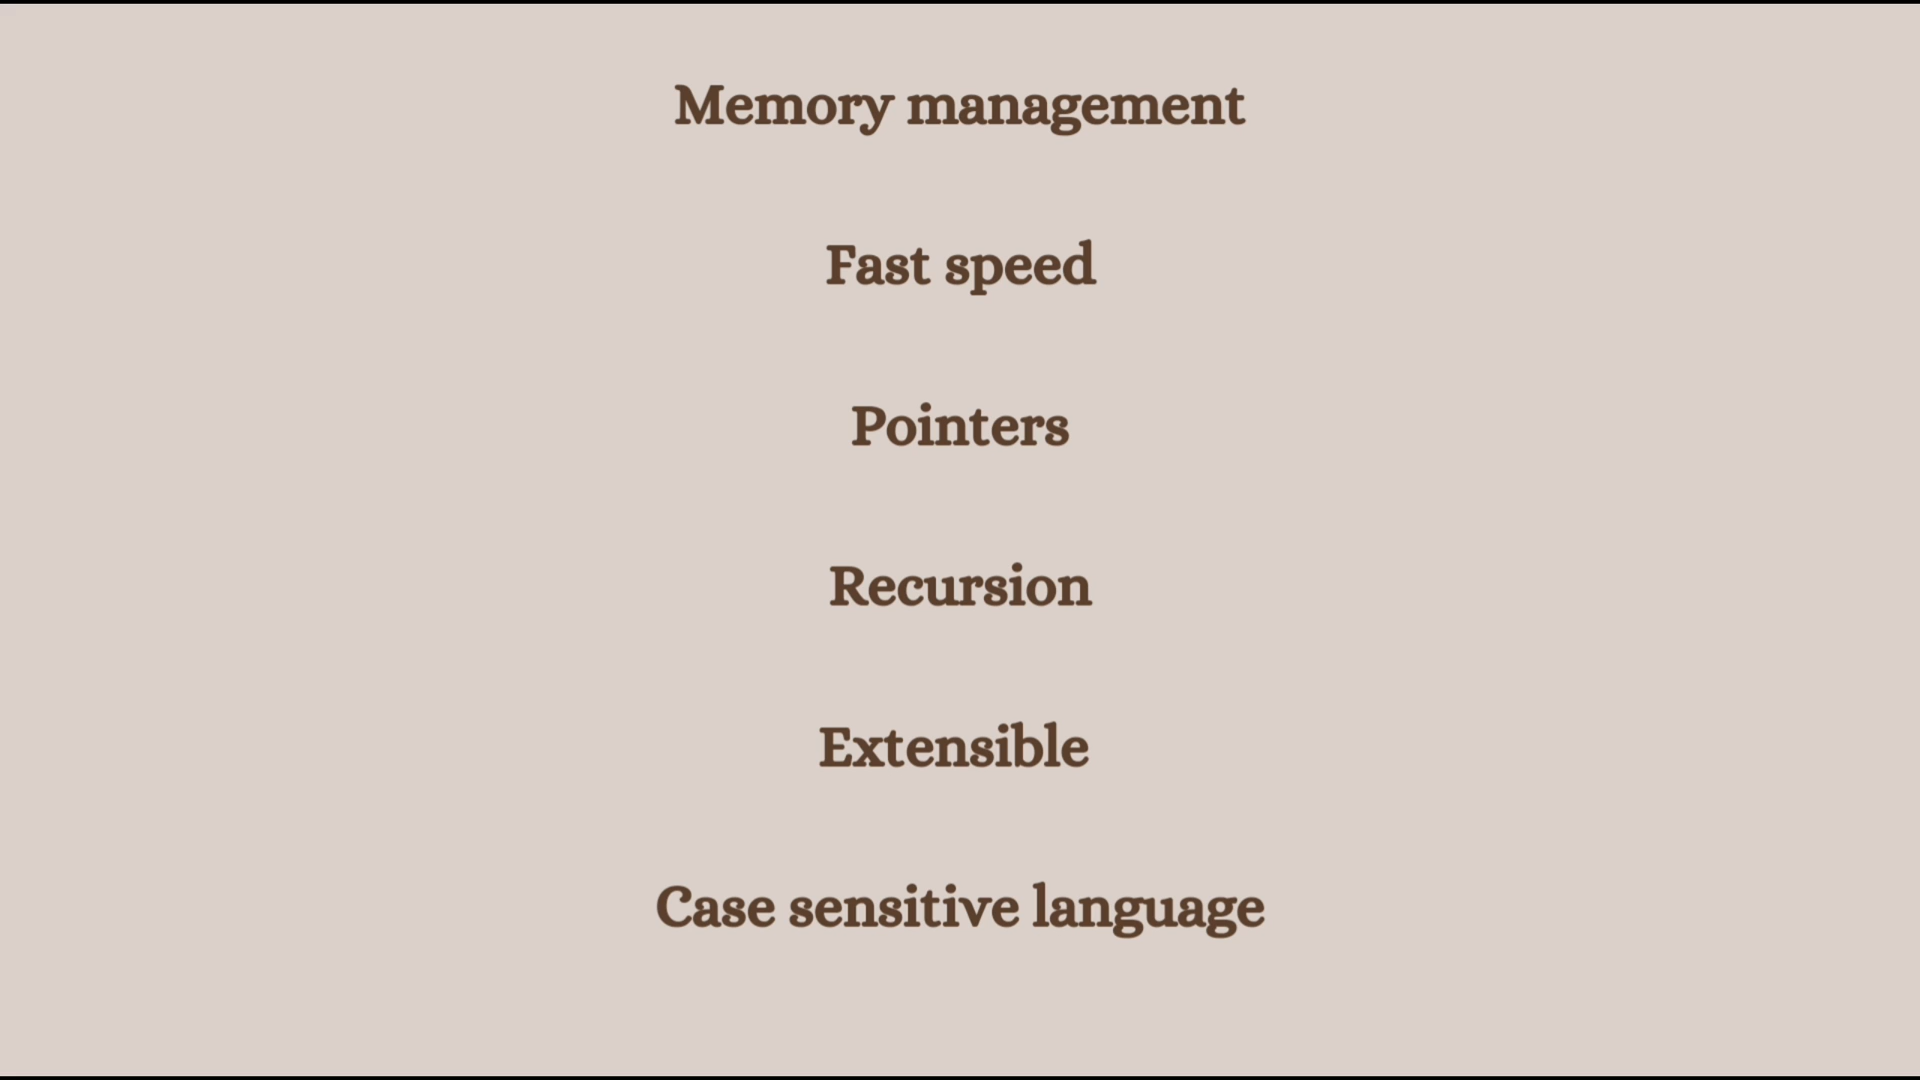 Memory management
Fast speed
Pointers
Recursion
Extensible
Case sensitive language